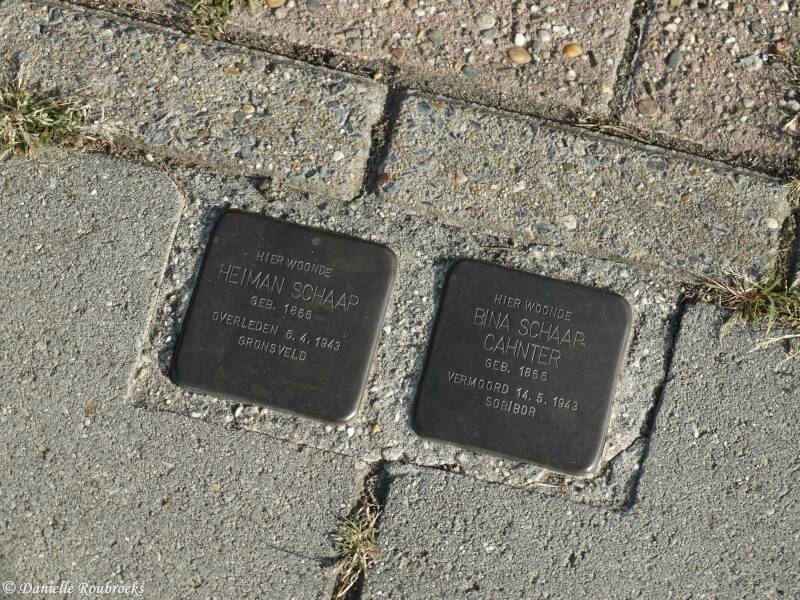 HIER WOONDE
HEIMAN SCHAAP
GEB. 1866
OVERLEDEN 6.4.1943
GRONSVELD
HIER WOONDE
BINA SCHAAP-
CAHNTER
GEB. 1866
VERMOORD 14.5.1943
SOBIBOR
© Danielle Roubroeks